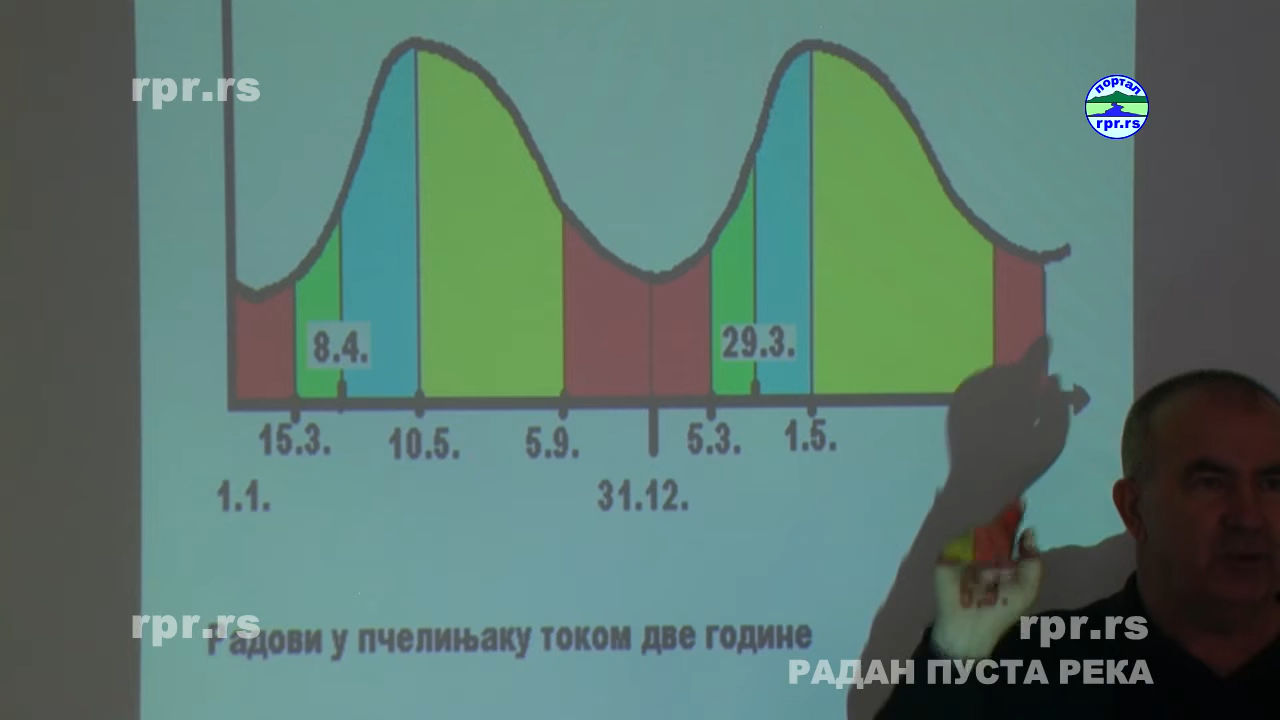 rpr.rs
портал
rpr.rs
8.4.
29.3.
15.3.
10.5.
5.9.
5.3.
1.5.
1.1.
31.12.
rpr.rs
Радови у пчелињаку током две године
rpr.rs
РАДАН ПУСТА РЕКА